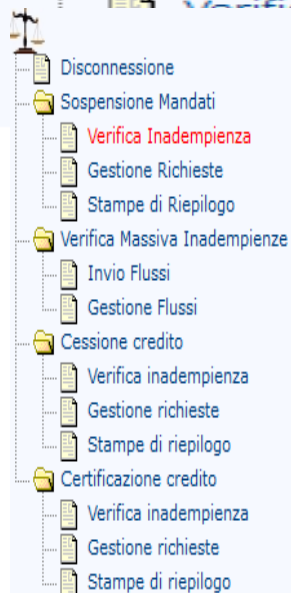 Disconnessione
Sospensione Mandati
Verifica Inadempienza
Gestione Richieste
Stampe di Riepilogo
Verifica Massiva Inadempienze
Invio Flussi
Gestione Flussi
Cessione credito
Verifica inadempienza
Gestione richieste
Stampe di riepilogo
Certificazione credito
Verifica inadempienza
Gestione richieste
Stampe di riepilogo